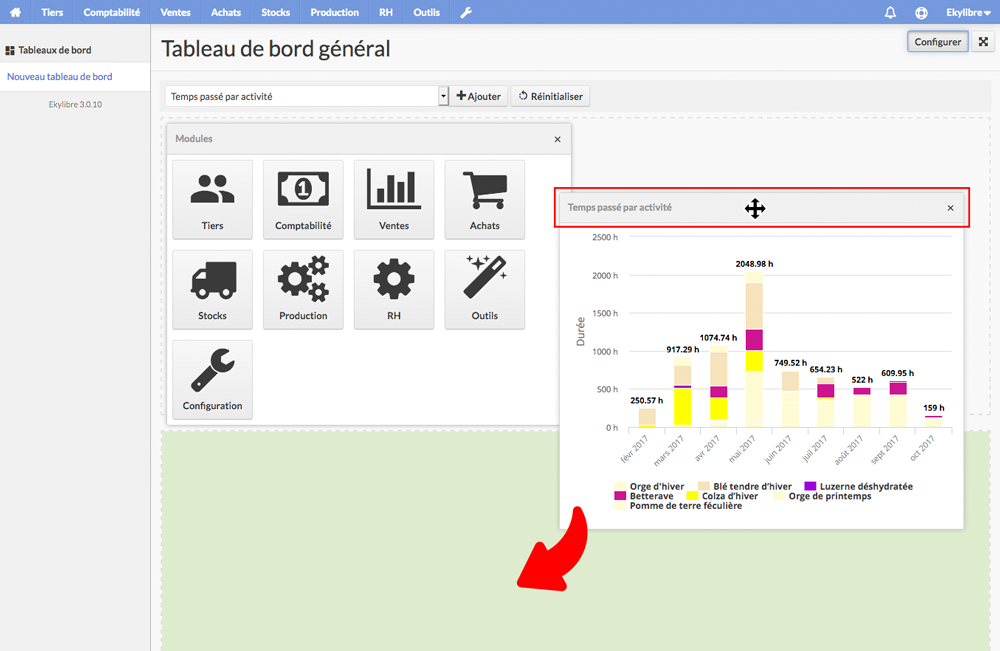 Tiers Comptabilité Ventes Achats Stocks Production RH Outils Ekylibre
Tableaux de bord
Nouveau tableau de bord
Ekylibre 3.0.10
Tableau de bord général
Configurer
Temps passé par activité
Ajouter
Réinitialiser
Modules ×
Tiers
1
Comptabilité
Ventes
Achats
Stocks
Production
RH
Outils
Configuration
Temps passé par activité ×
Durée
2500 h
2000 h
1500 h
1000 h
500 h
0 h
250.57 h
917.29 h
1074.74 h
2048.98 h
749.52 h
654.23 h
522 h
609.95 h
159 h
févr 2017
mars 2017
avr 2017
mai 2017
juin 2017
juil 2017
août 2017
sept 2017
oct 2017
Orge d'hiver Blé tendre d'hiver Luzerne déshydratée
Betterave Colza d'hiver Orge de printemps
Pomme de terre féculière